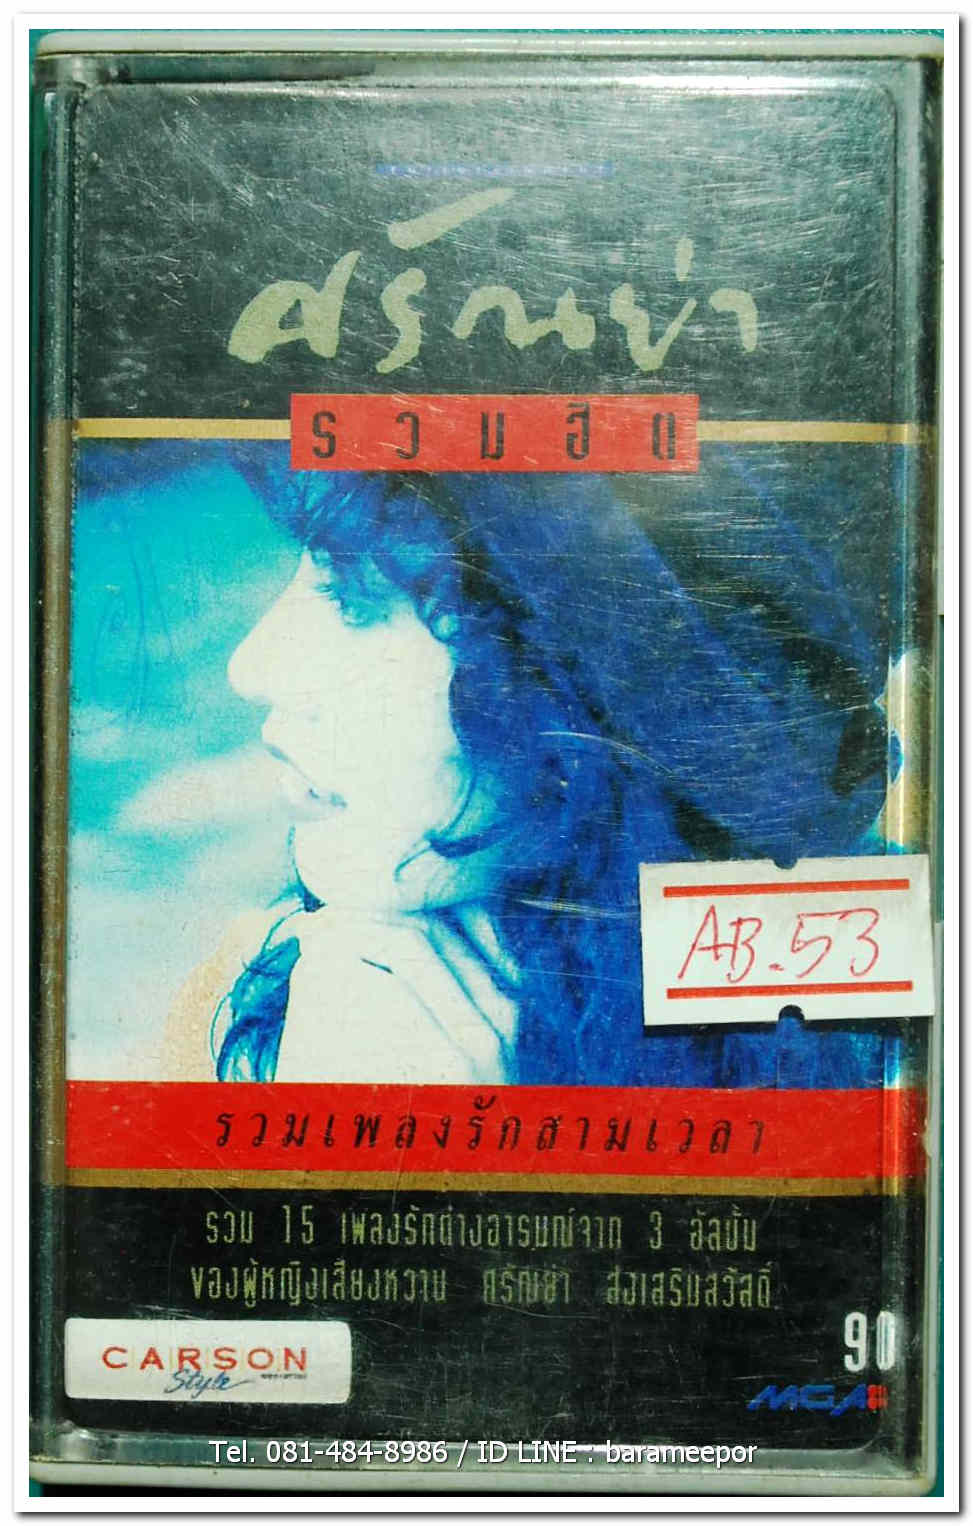 ศรัณย่า
รวมฮิต
AB.53
รวมเพลงรักสามเวลา
รวม 15 เพลงรักต่างอารมณ์จาก 3 อัลบั้ม
ของผู้หญิงเสียงหวาน ศรัณย่า ส่งเสริมสวัสดิ์
90
CARSON
Style
MGA
Tel. 081-484-8986 / ID LINE : barameepor